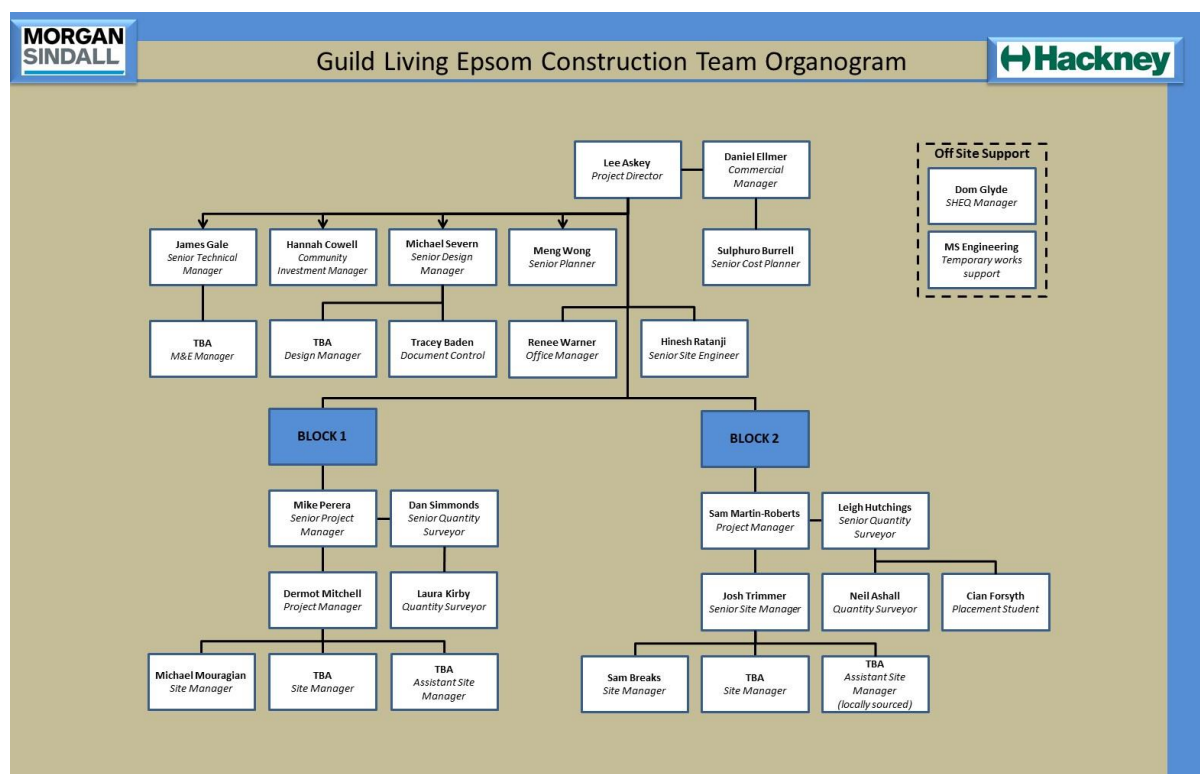 MORGAN
SINDALL
Guild Living Epsom Construction Team Organogram
Hackney
Lee Askey
Project Director
Daniel Ellmer
Commercial
Manager
Off Site Support
Dom Glyde
SHEQ Manager
MS Engineering
Temporary works
support
James Gale
Senior Technical
Manager
Hannah Cowell
Community
Investment Manager
Michael Severn
Senior Design
Manager
Meng Wong
Senior Planner
Sulphuro Burrell
Senior Cost Planner
TBA
M&E Manager
TBA
Design Manager
Tracey Baden
Document Control
Renee Warner
Office Manager
Hinesh Ratanji
Senior Site Engineer
BLOCK 1
BLOCK 2
Mike Perera
Senior Project
Manager
Dan Simmonds
Senior Quantity
Surveyor
Sam Martin-Roberts
Project Manager
Leigh Hutchings
Senior Quantity
Surveyor
Dermot Mitchell
Project Manager
Laura Kirby
Quantity Surveyor
Josh Trimmer
Senior Site Manager
Neil Ashall
Quantity Surveyor
Cian Forsyth
Placement Student
Michael Mouragian
Site Manager
TBA
Site Manager
TBA
Assistant Site
Manager
Sam Breaks
Site Manager
TBA
Site Manager
TBA
Assistant Site
Manager
(locally sourced)